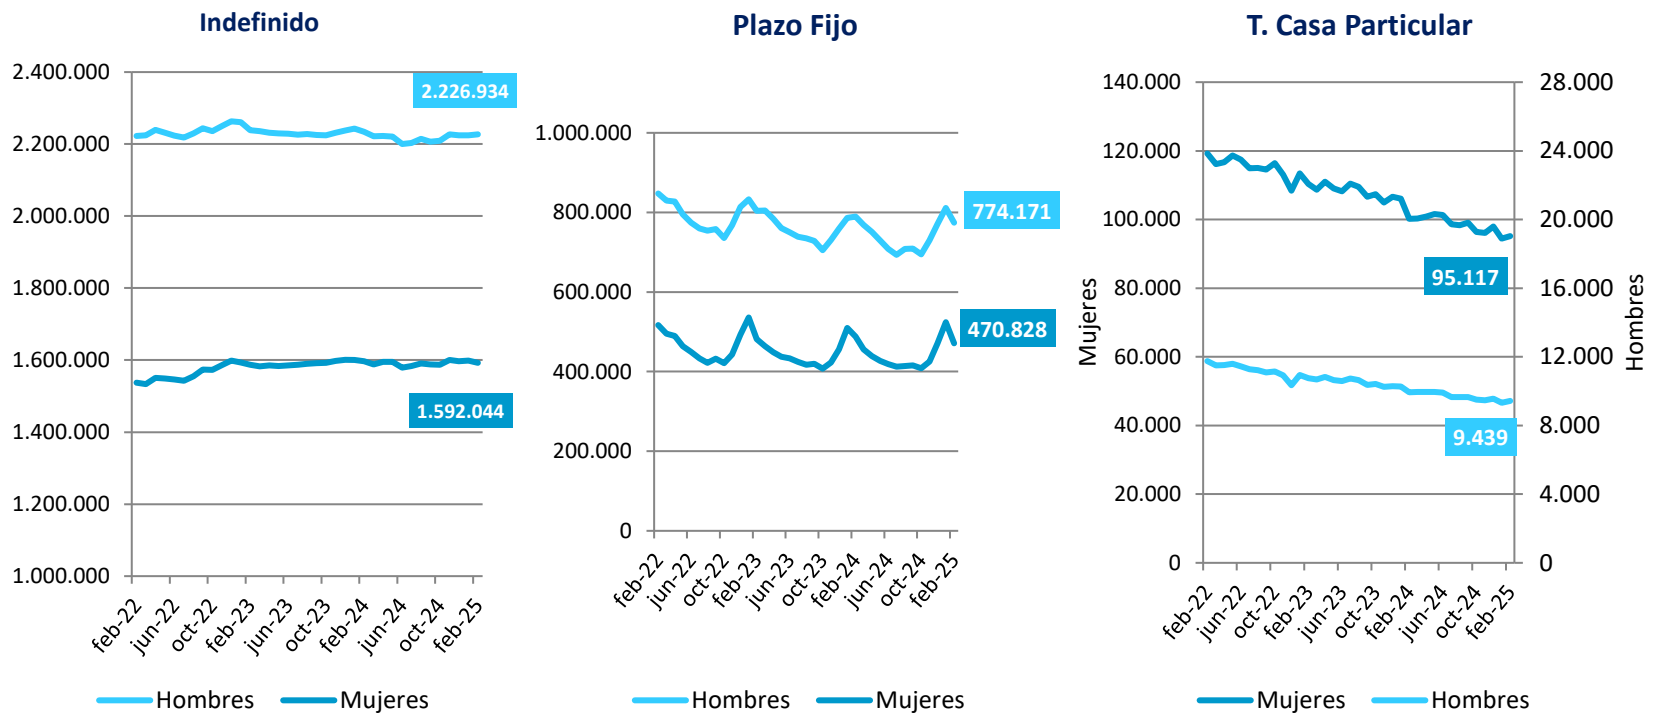 Indefinido
2.400.000
2.200.000
2.000.000
1.800.000
1.600.000
1.400.000
1.200.000
1.000.000
2.226.934
1.592.044
feb-22
jun-22
oct-22
feb-23
jun-23
oct-23
feb-24
jun-24
oct-24
feb-25
Hombres
Mujeres
Plazo Fijo
1.000.000
800.000
600.000
400.000
200.000
0
774.171
470.828
feb-22
jun-22
oct-22
feb-23
jun-23
oct-23
feb-24
jun-24
oct-24
feb-25
Hombres
Mujeres
T. Casa Particular
Mujeres
140.000
120.000
100.000
80.000
60.000
40.000
20.000
0
95.117
9.439
28.000
24.000
20.000
16.000
12.000
8.000
4.000
0
Hombres
feb-22
jun-22
oct-22
feb-23
jun-23
oct-23
feb-24
jun-24
oct-24
feb-25
Mujeres
Hombres